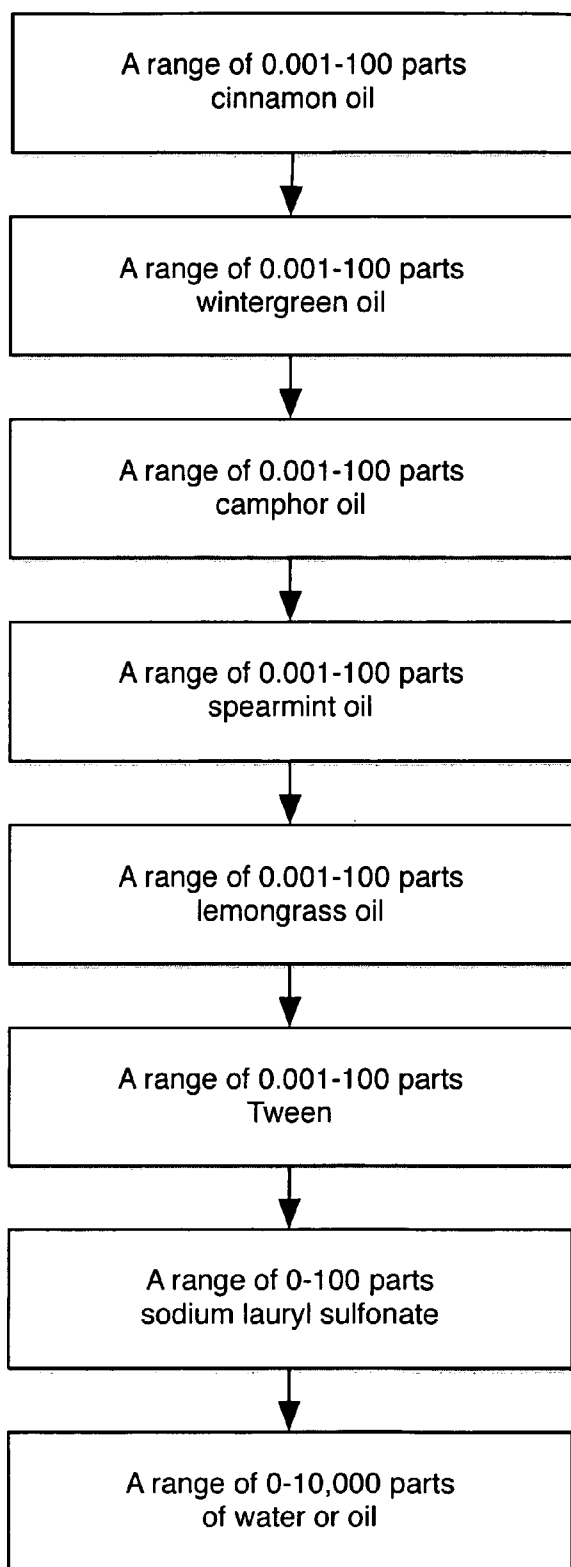 A range of 0.001-100 parts
cinnamon oil
A range of 0.001-100 parts
wintergreen oil
A range of 0.001-100 parts
camphor oil
A range of 0.001-100 parts
spearmint oil
A range of 0.001-100 parts
lemongrass oil
A range of 0.001-100 parts
Tween
A range of 0-100 parts
sodium lauryl sulfonate
A range of 0-10,000 parts
of water or oil